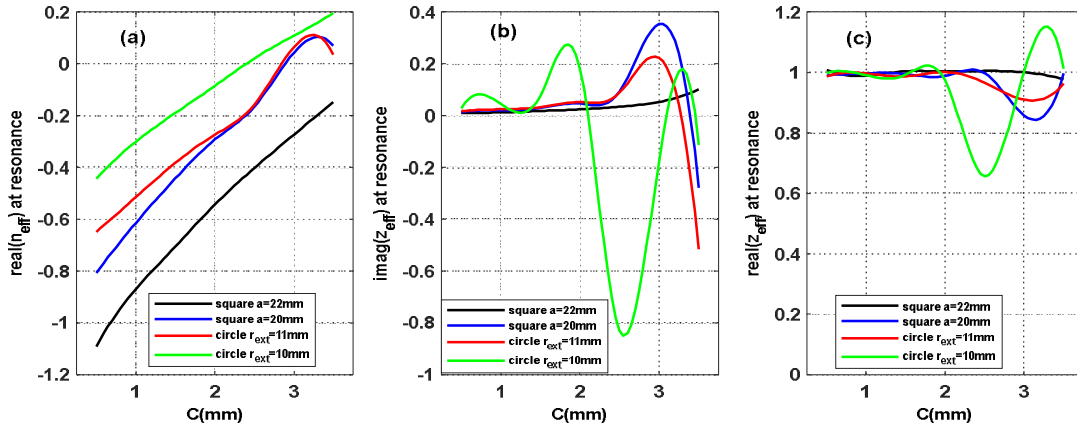 (a)
real(n_eff) at resonance
0.2
0
-0.2
-0.4
-0.6
-0.8
-1
-1.2
square a=22mm
square a=20mm
circle r_ext=11mm
circle r_ext=10mm
1 2 3
C(mm)
(b)
imag(z_eff) at resonance
0.4
0.2
0
-0.2
-0.4
-0.6
-0.8
-1
square a=22mm
square a=20mm
circle r_ext=11mm
circle r_ext=10mm
1 2 3
C(mm)
(c)
real(z_eff) at resonance
1.2
1
0.8
0.6
0.4
0.2
0
square a=22mm
square a=20mm
circle r_ext=11mm
circle r_ext=10mm
1 2 3
C(mm)